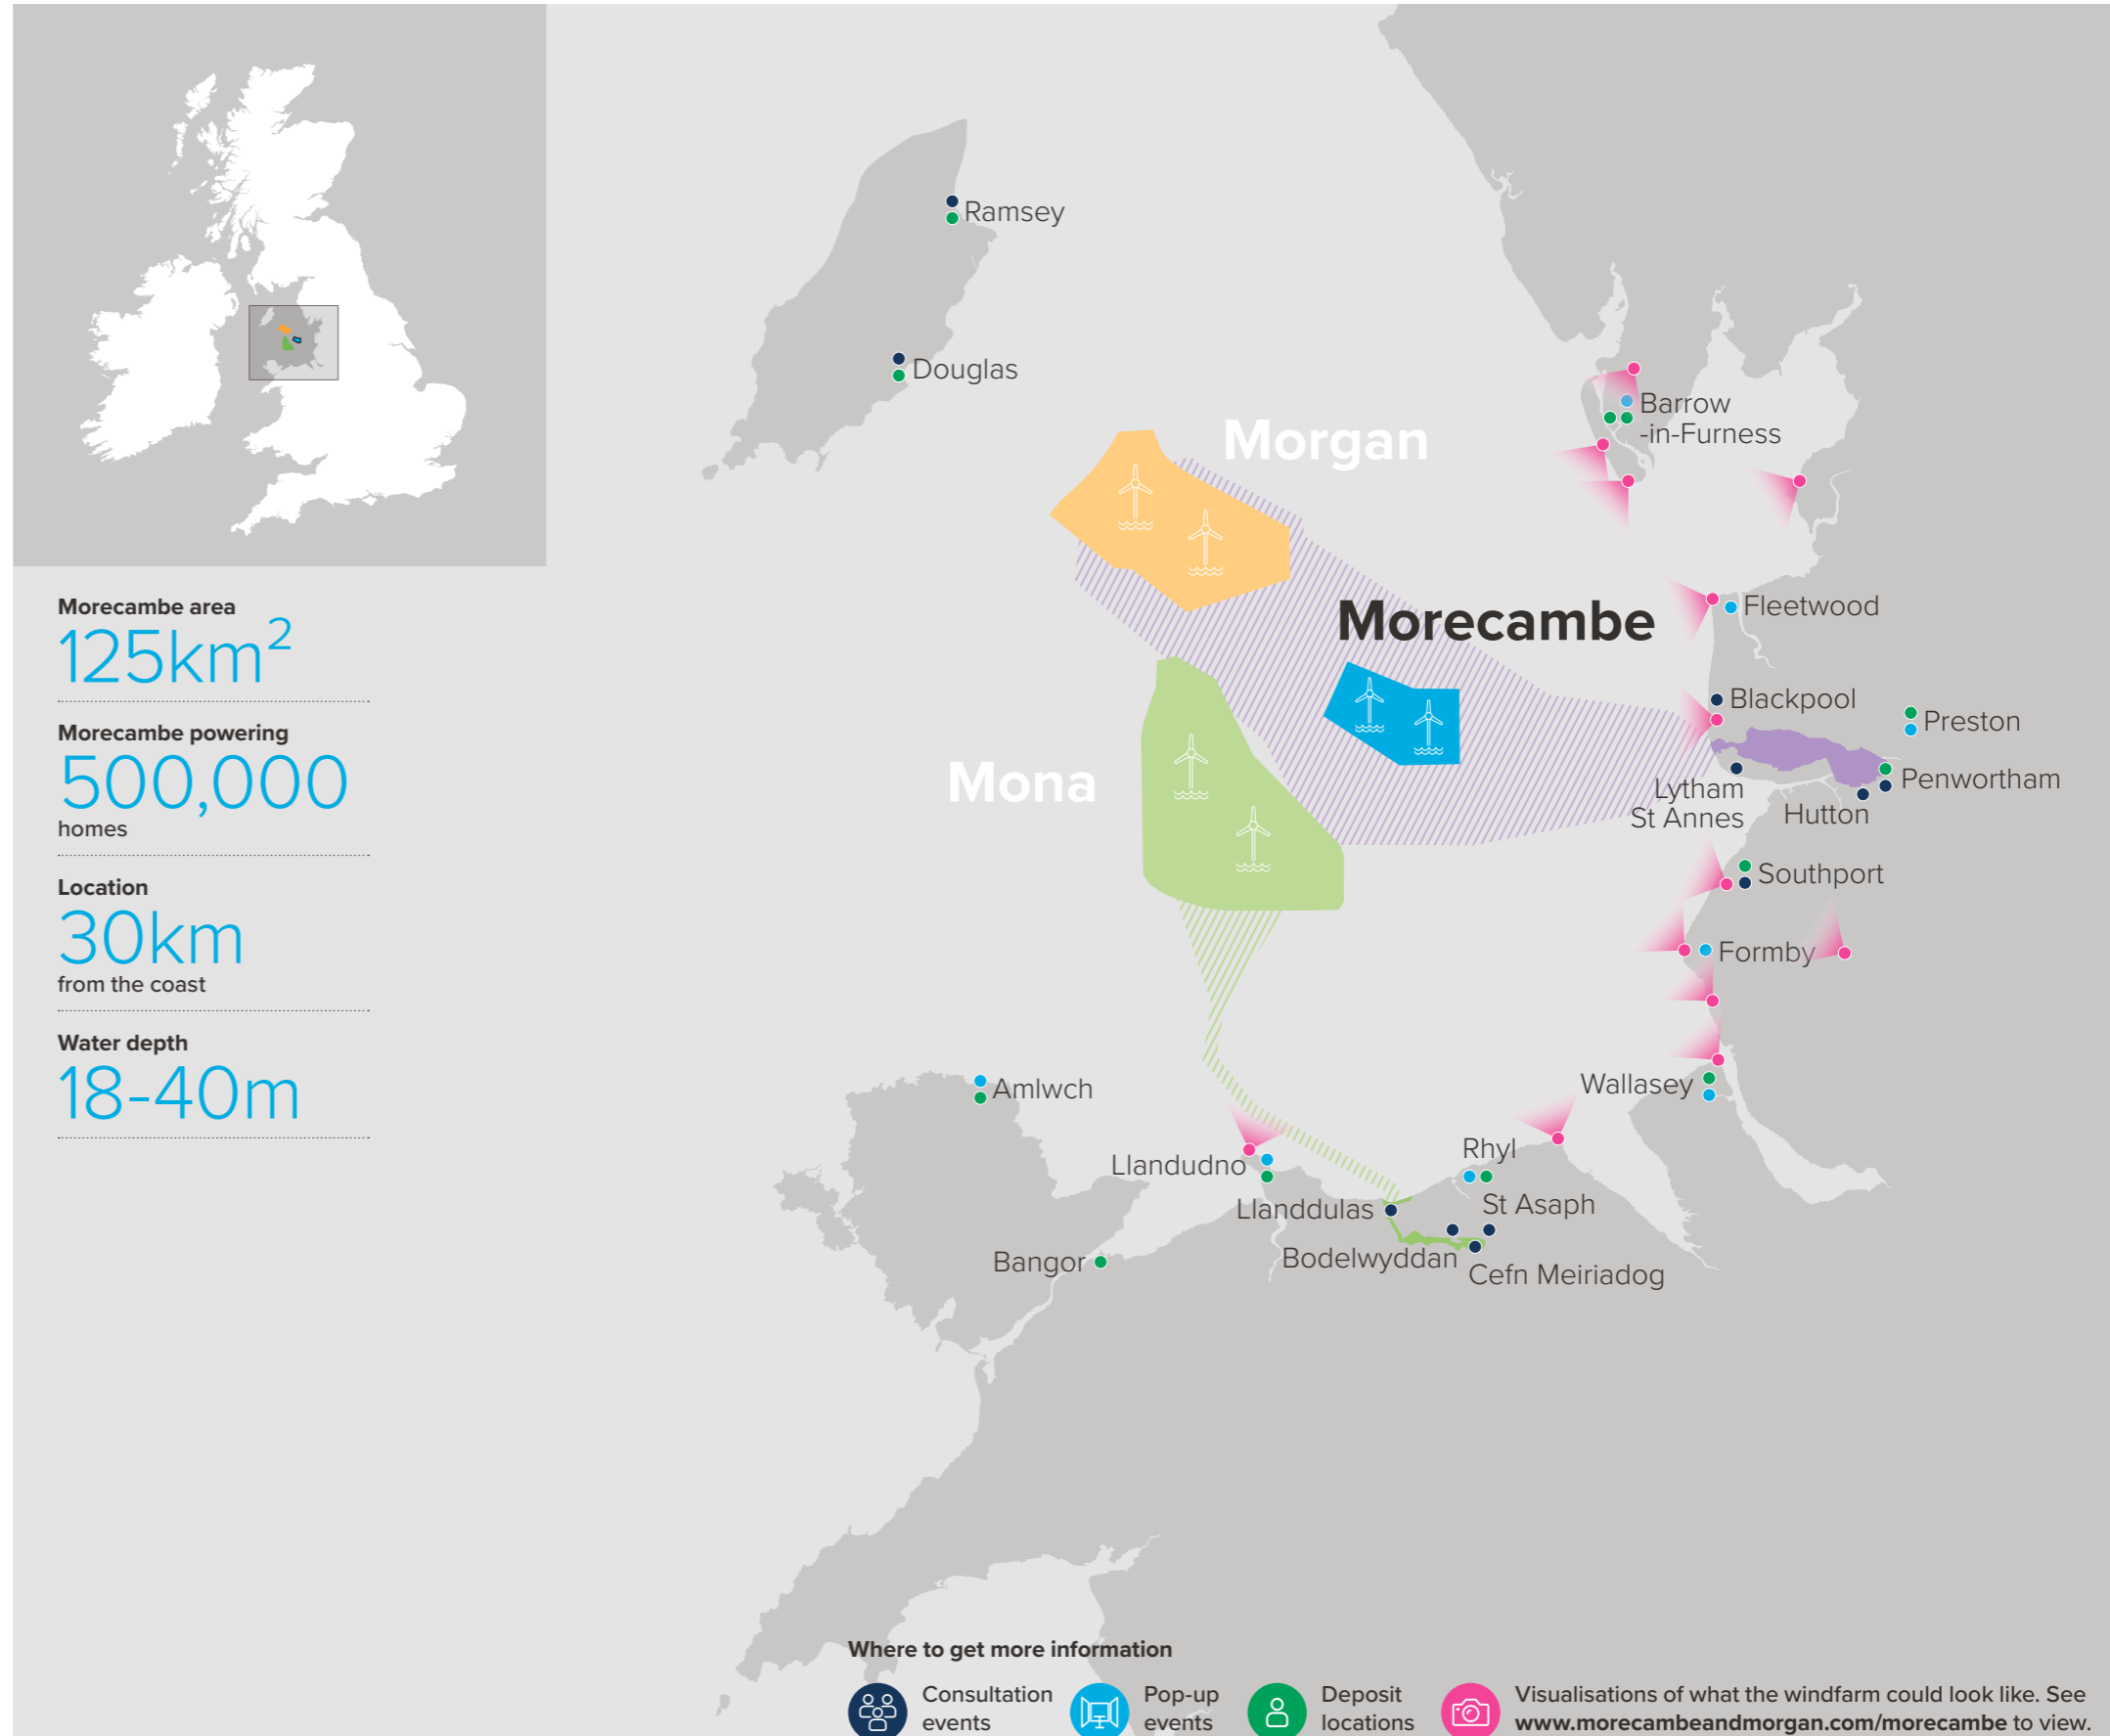 Morecambe area
125km²
Morecambe powering
500,000
homes
Location
30km
from the coast
Water depth
18-40m
Ramsey
Douglas
Morgan
Barrow
-in-Furness
Morecambe
Fleetwood
Blackpool
Preston
Mona
Penwortham
Lytham
St Annes
Hutton
Southport
Formby
Wallasey
Amlwch
Rhyl
Llandudno
St Asaph
Llanddulas
Bodelwyddan
Bangor
Cefn Meiriadog
Where to get more information
Consultation
events
Pop-up
events
Deposit
locations
Visualisations of what the windfarm could look like. See
www.morecambeandmorgan.com/morecambe to view.